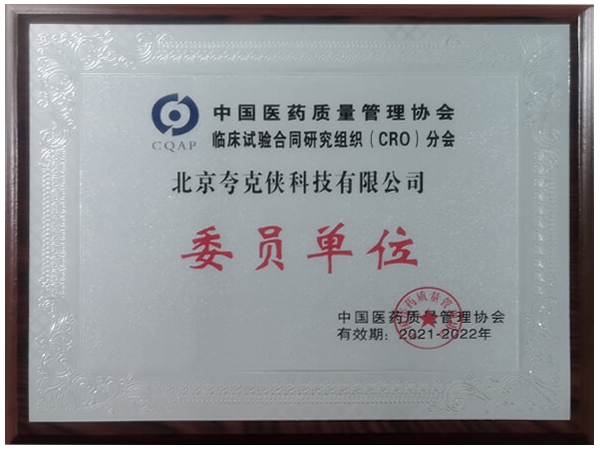 中国医药质量管理协会
CQAP
临床试验合同研究组织（CRO）分会
北京夸克侠科技有限公司
委员单位
中国医药质量管理协会
有效期：2021-2022年